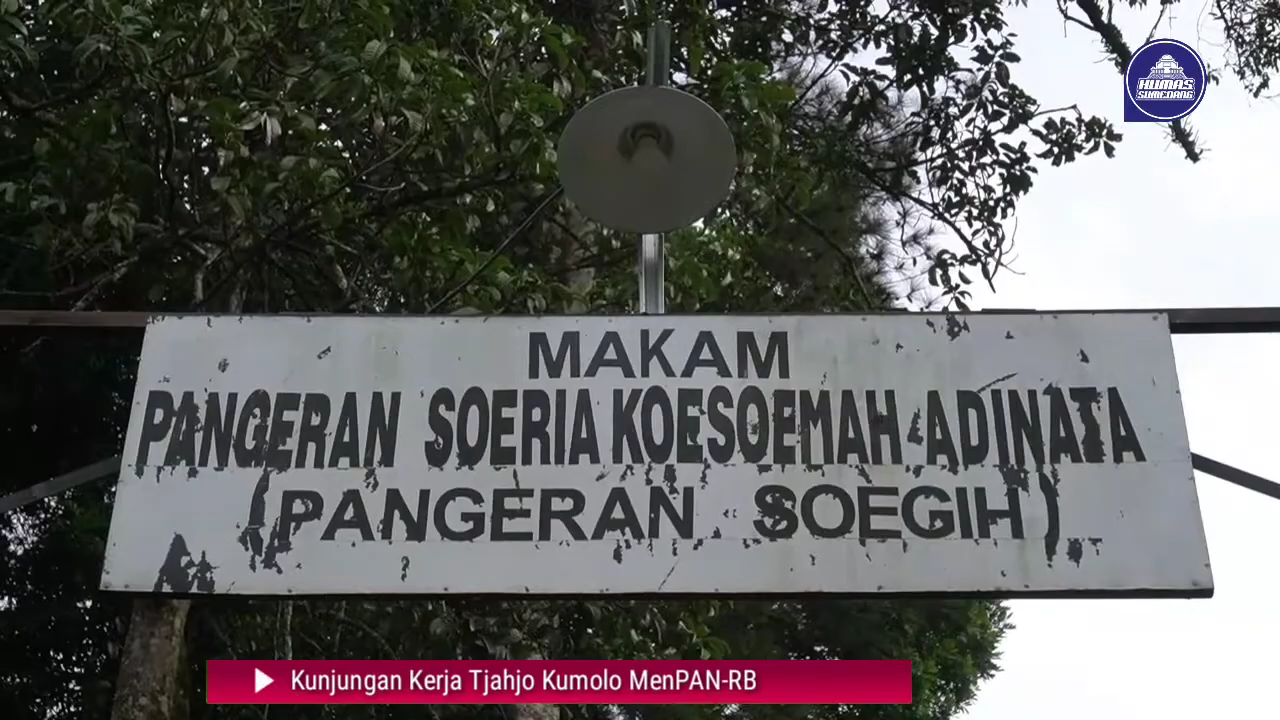 HUMAS
SUMEDANG
MAKAM
PANGERAN SOERIA KOESOEMAH ADINATA
(PANGERAN SOEGIH)
Kunjungan Kerja Tjahjo Kumolo MenPAN-RB